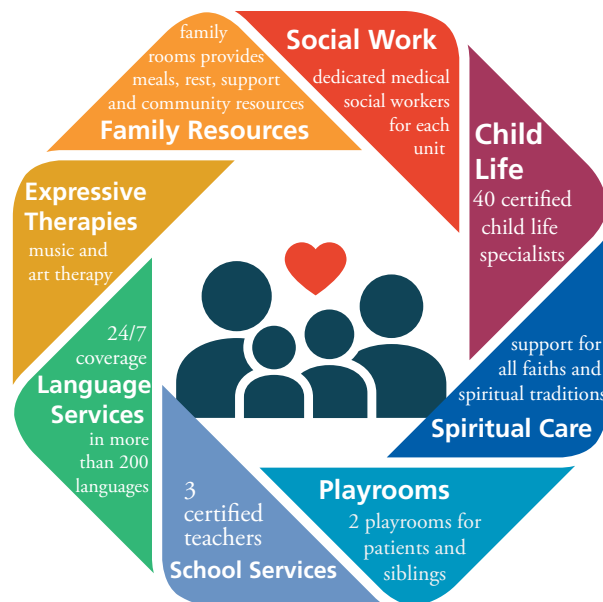 family
rooms provides
meals, rest, support
and community resources
Family Resources
Social Work
dedicated medical
social workers
for each
unit
Child
Life
40 certified
child life
specialists
support for
all faiths and
spiritual traditions
Spiritual Care
Playrooms
2 playrooms for
patients and
siblings
3
certified
teachers
School Services
24/7
coverage
Language
Services
in more
than 200
languages
Expressive
Therapies
music and
art therapy